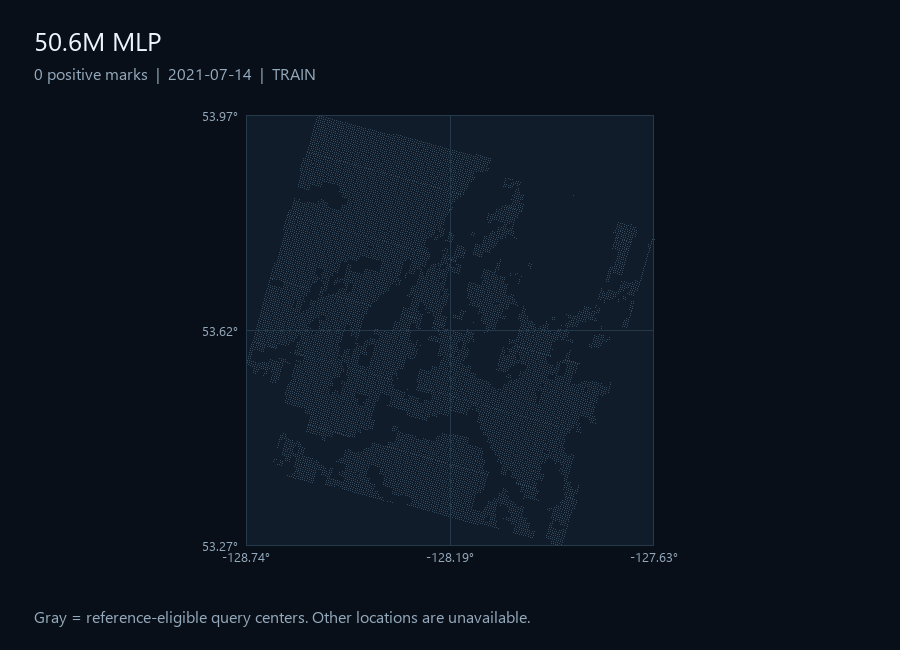 50.6M MLP
0 positive marks | 2021-07-14 | TRAIN
53.97°
53.62°
53.27°
-128.74° -128.19° -127.63°
Gray = reference-eligible query centers. Other locations are unavailable.